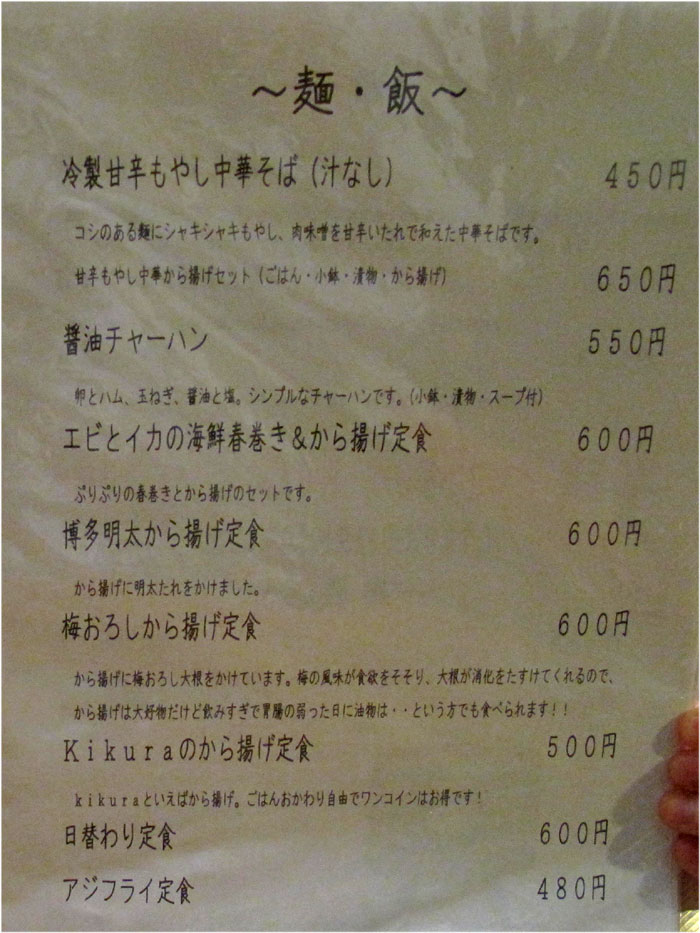 ～麺・飯～
冷製甘辛もやし中華そば（汁なし） 450円
コシのある麺にシャキシャキもやし、肉味噌を甘辛いたれで和えた中華そばです。
甘辛もやし中華から揚げセット（ごはん・小鉢・漬物・から揚げ） 650円
醤油チャーハン 550円
卵とハム、玉ねぎ、醤油と塩。シンプルなチャーハンです。（小鉢・漬物・スープ付）
エビとイカの海鮮春巻き＆から揚げ定食 600円
ぷりぷりの春巻きとから揚げのセットです。
博多明太から揚げ定食 600円
から揚げに明太たれをかけました。
梅おろしから揚げ定食 600円
から揚げに梅おろし大根をかけています。梅の風味が食欲をそそり、大根が消化をたすけてくれるので、
から揚げは大好物だけど飲みすぎで胃腸の弱った日に油物は・・という方でも食べられます！！
Ｋｉｋｕｒａのから揚げ定食 500円
ｋｉｋｕｒａといえばから揚げ。ごはんおかわり自由でワンコインはお得です！
日替わり定食 600円
アジフライ定食 480円